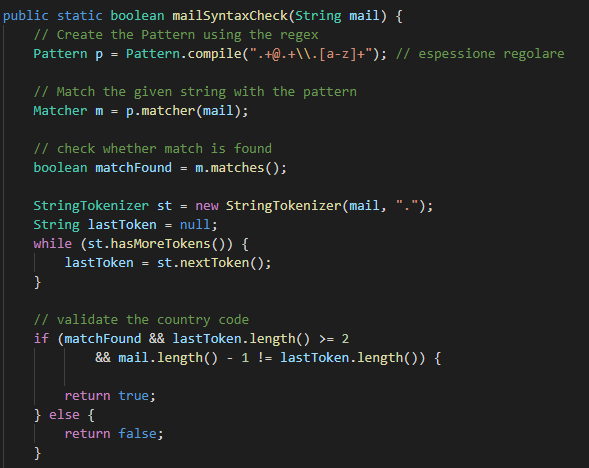 public static boolean mailSyntaxCheck(String mail) {
// Create the Pattern using the regex
Pattern p = Pattern.compile(".+@.+\\.[a-z]+"); // espessione regolare
// Match the given string with the pattern
Matcher m = p.matcher(mail);
// check whether match is found
boolean matchFound = m.matches();
StringTokenizer st = new StringTokenizer(mail, ".");
String lastToken = null;
while (st.hasMoreTokens()) {
lastToken = st.nextToken();
}
// validate the country code
if (matchFound && lastToken.length() >= 2
&& mail.length() - 1 != lastToken.length()) {
return true;
} else {
return false;
}